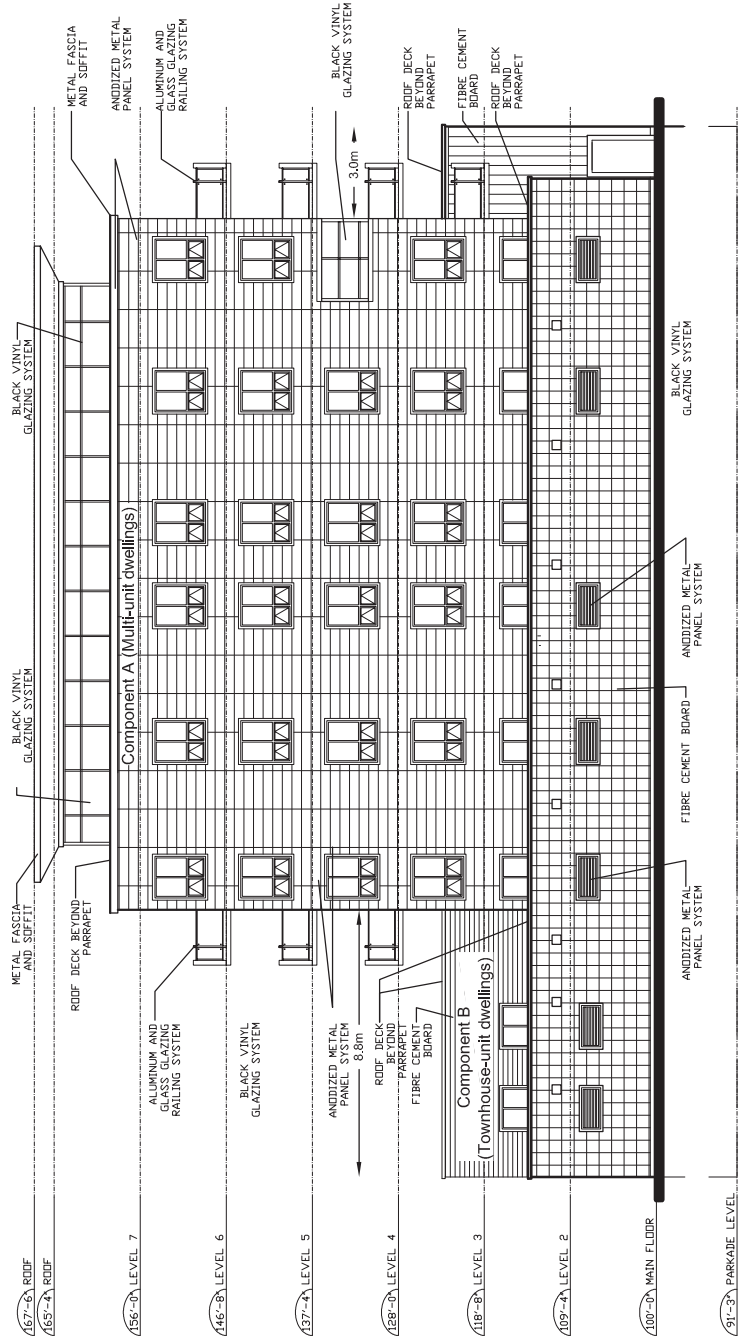 METAL FASCIA
AND SOFFIT
BLACK VINYL
GLAZING SYSTEM
BLACK VINYL
GLAZING SYSTEM
167'-6" ROOF
165'-4" ROOF
METAL FASCIA
AND SOFFIT
ROOF DECK BEYOND
PARRAPET
ANODIZED METAL
PANEL SYSTEM
156'-0" LEVEL 7
Component A (Multi-unit dwellings)
ALUMINUM AND
GLASS GLAZING
RAILING SYSTEM
ALUMINUM AND
GLASS GLAZING
RAILING SYSTEM
146'-8" LEVEL 6
BLACK VINYL
GLAZING SYSTEM
137'-4" LEVEL 5
ANODIZED METAL
PANEL SYSTEM
BLACK VINYL
GLAZING SYSTEM
8.8m
3.0m
ROOF DECK
BEYOND
PARRAPET
128'-0" LEVEL 4
FIBRE CEMENT
BOARD
ROOF DECK
BEYOND
PARRAPET
Component B
(Townhouse-unit dwellings)
FIBRE CEMENT
BOARD
118'-8" LEVEL 3
ROOF DECK
BEYOND
PARRAPET
109'-4" LEVEL 2
100'-0" MAIN FLOOR
ANODIZED METAL
PANEL SYSTEM
FIBRE CEMENT BOARD
ANODIZED METAL
PANEL SYSTEM
BLACK VINYL
GLAZING SYSTEM
91'-3" PARKADE LEVEL